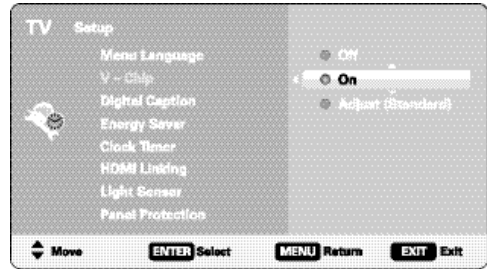 TV Setup
Menu Language Off
V – Chip On
Digital Caption Adjust (Standard)
Energy Saver
Clock Timer
HDMI Linking
Light Sensor
Panel Protection
Move ENTER Select MENU Return EXIT Exit